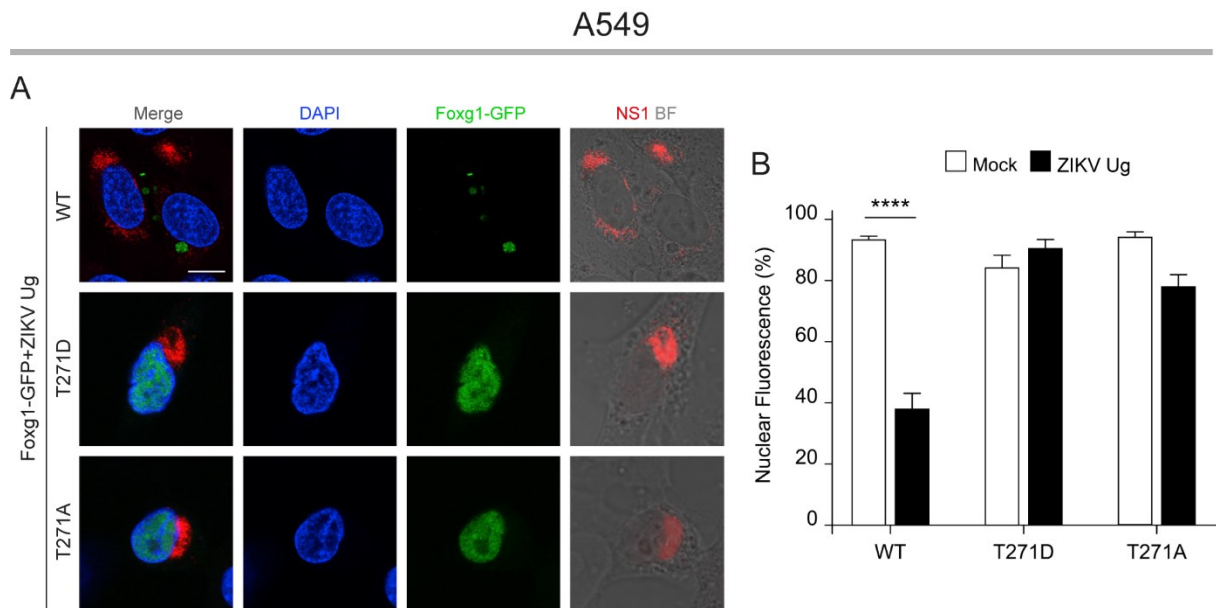 A549
A
Merge DAPI Foxg1-GFP NS1 BF
Foxg1-GFP+ZIKV Ug
WT
T271D
T271A
B
Mock ZIKV Ug
****
Nuclear Fluorescence (%)
100
80
60
40
20
0
WT T271D T271A